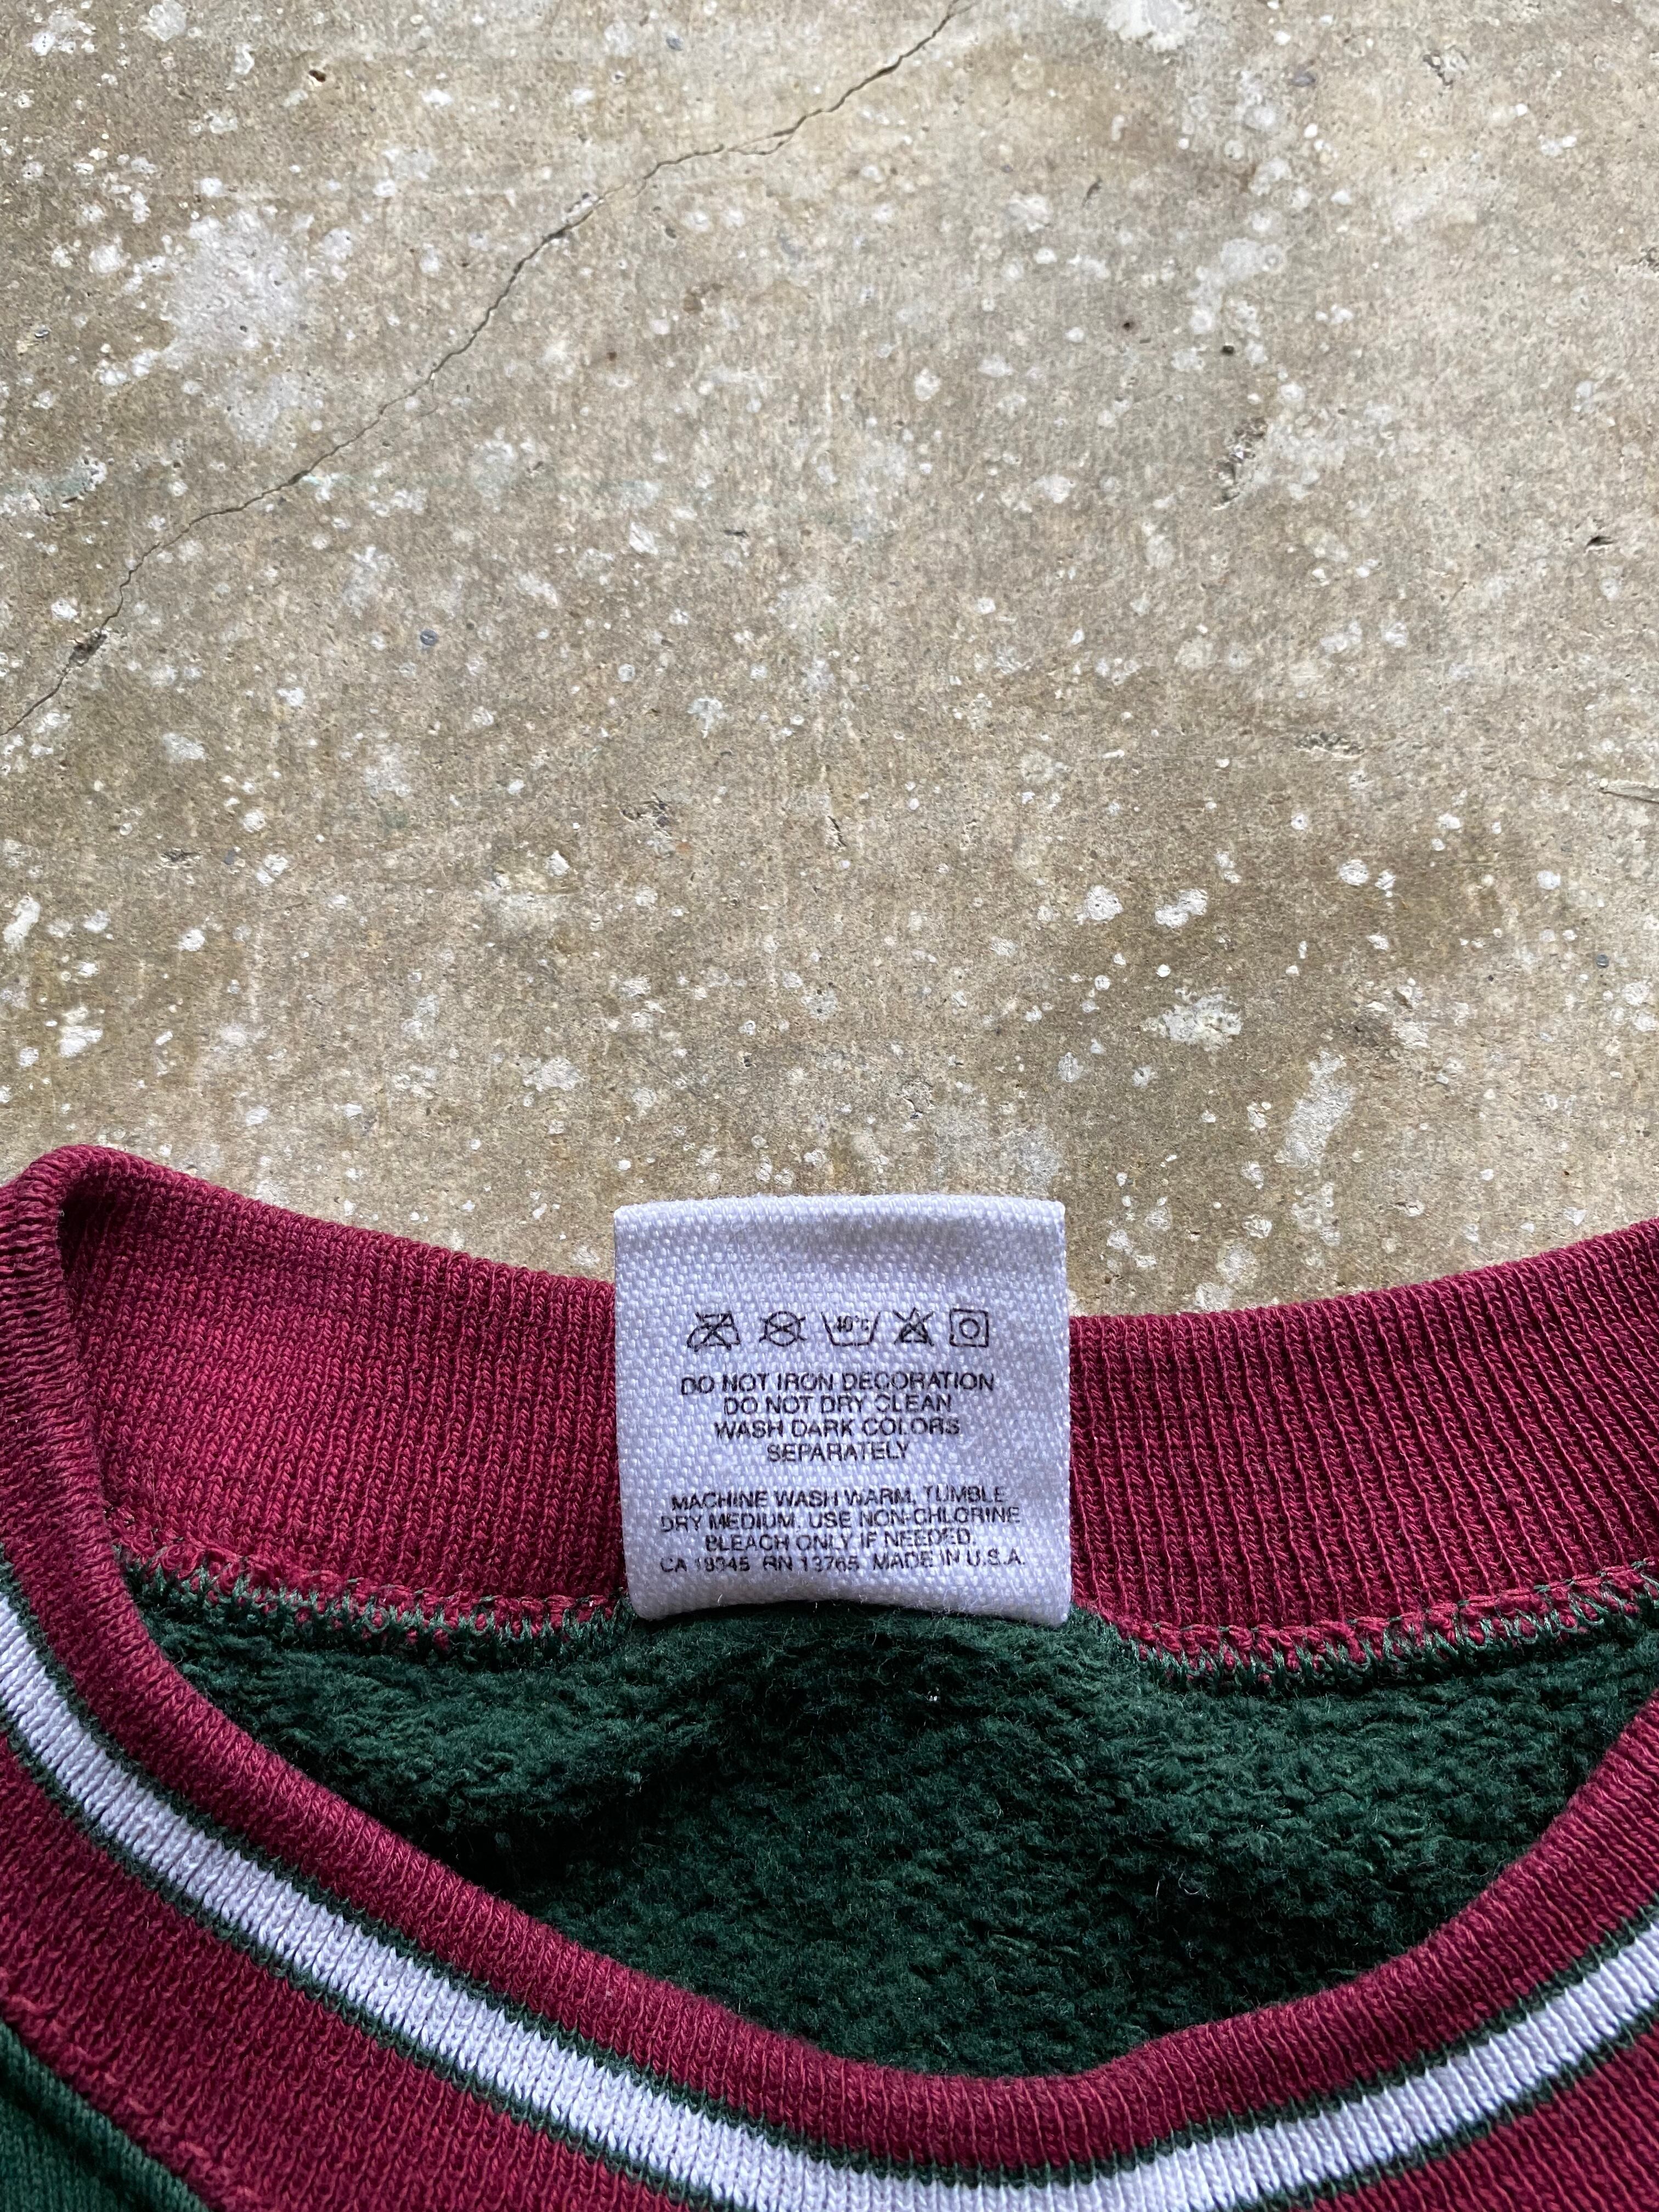 40°C
DO NOT IRON DECORATION
DO NOT DRY CLEAN
WASH DARK COLORS
SEPARATELY
MACHINE WASH WARM, TUMBLE
DRY MEDIUM. USE NON-CHLORINE
BLEACH ONLY IF NEEDED.
CA 18345 RN 13765 MADE IN U.S.A.